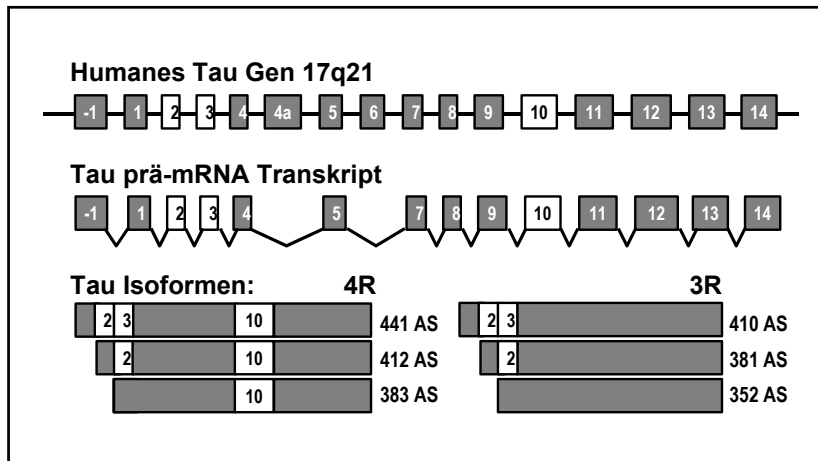 Humanes Tau Gen 17q21
-1 1 2 3 4 4a 5 6 7 8 9 10 11 12 13 14
Tau prä-mRNA Transkript
-1 1 2 3 4 5 7 8 9 10 11 12 13 14
Tau Isoformen: 4R 3R
2 3 10 441 AS 2 3 410 AS
2 10 412 AS 2 381 AS
10 383 AS 352 AS